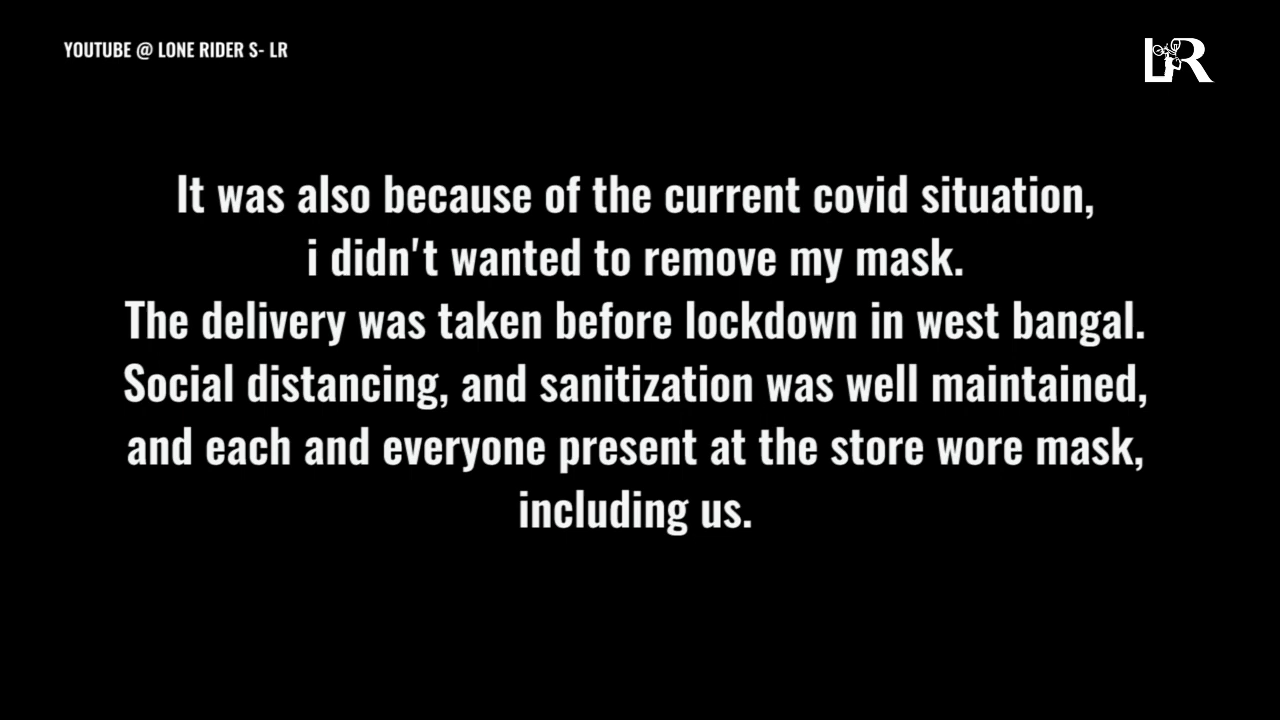 YOUTUBE @ LONE RIDER S- LR
LR
It was also because of the current covid situation,
i didn't wanted to remove my mask.
The delivery was taken before lockdown in west bangal.
Social distancing, and sanitization was well maintained,
and each and everyone present at the store wore mask,
including us.